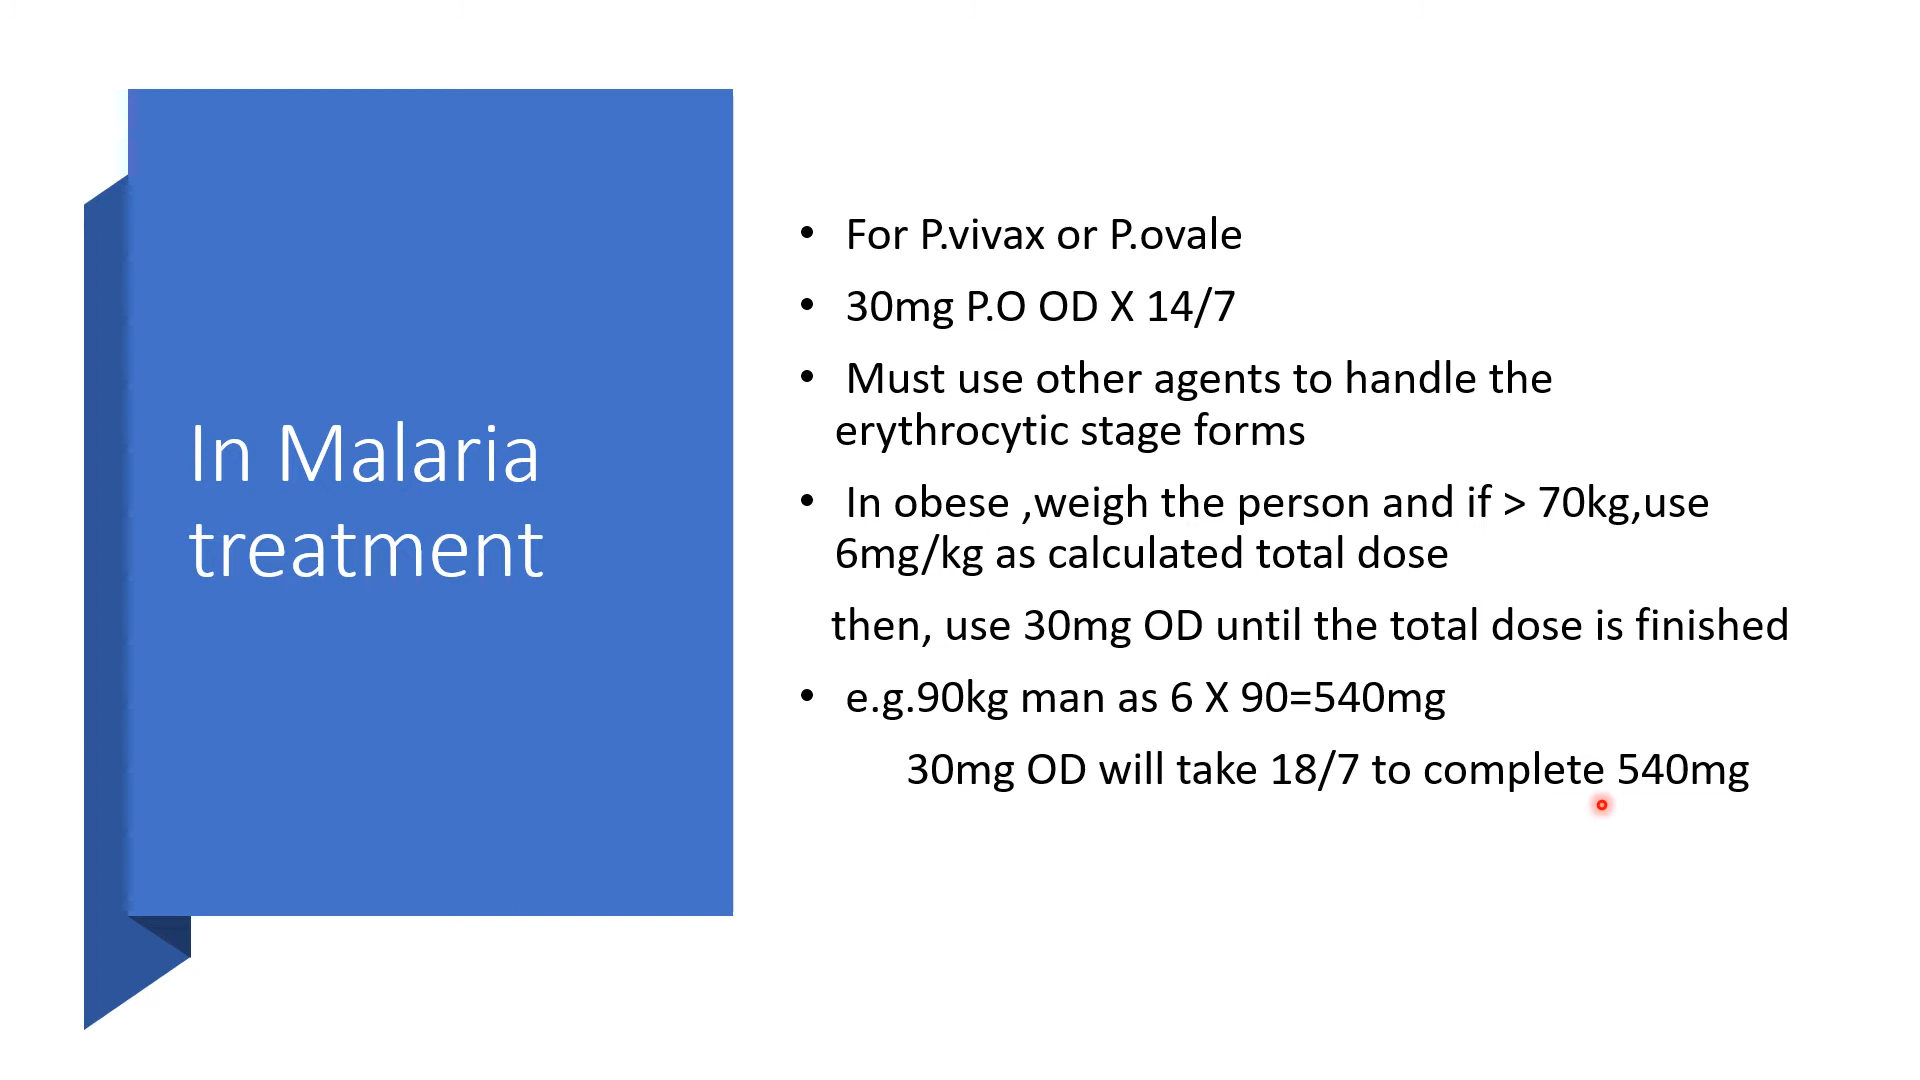 In Malaria
treatment
• For P.vivax or P.ovale
• 30mg P.O OD X 14/7
• Must use other agents to handle the
erythrocytic stage forms
• In obese ,weigh the person and if > 70kg,use
6mg/kg as calculated total dose
then, use 30mg OD until the total dose is finished
• e.g.90kg man as 6 X 90=540mg
30mg OD will take 18/7 to complete 540mg